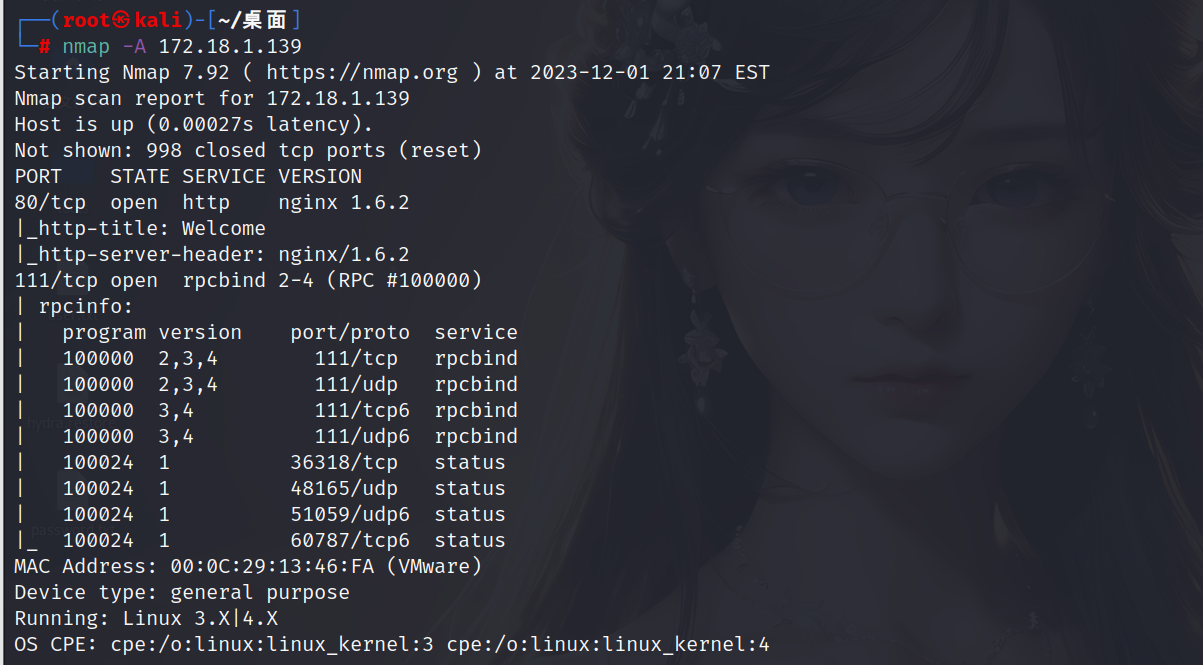 ┌──(root㉿kali)-[~/桌面]
└─# nmap -A 172.18.1.139
Starting Nmap 7.92 ( https://nmap.org ) at 2023-12-01 21:07 EST
Nmap scan report for 172.18.1.139
Host is up (0.00027s latency).
Not shown: 998 closed tcp ports (reset)
PORT    STATE SERVICE VERSION
80/tcp  open  http    nginx 1.6.2
|_http-title: Welcome
|_http-server-header: nginx/1.6.2
111/tcp open  rpcbind 2-4 (RPC #100000)
| rpcinfo:
|   program version    port/proto  service
|   100000  2,3,4        111/tcp   rpcbind
|   100000  2,3,4        111/udp   rpcbind
|   100000  3,4          111/tcp6  rpcbind
|   100000  3,4          111/udp6  rpcbind
|   100024  1          36318/tcp   status
|   100024  1          48165/udp   status
|   100024  1          51059/udp6  status
|_  100024  1          60787/tcp6  status
MAC Address: 00:0C:29:13:46:FA (VMware)
Device type: general purpose
Running: Linux 3.X|4.X
OS CPE: cpe:/o:linux:linux_kernel:3 cpe:/o:linux:linux_kernel:4